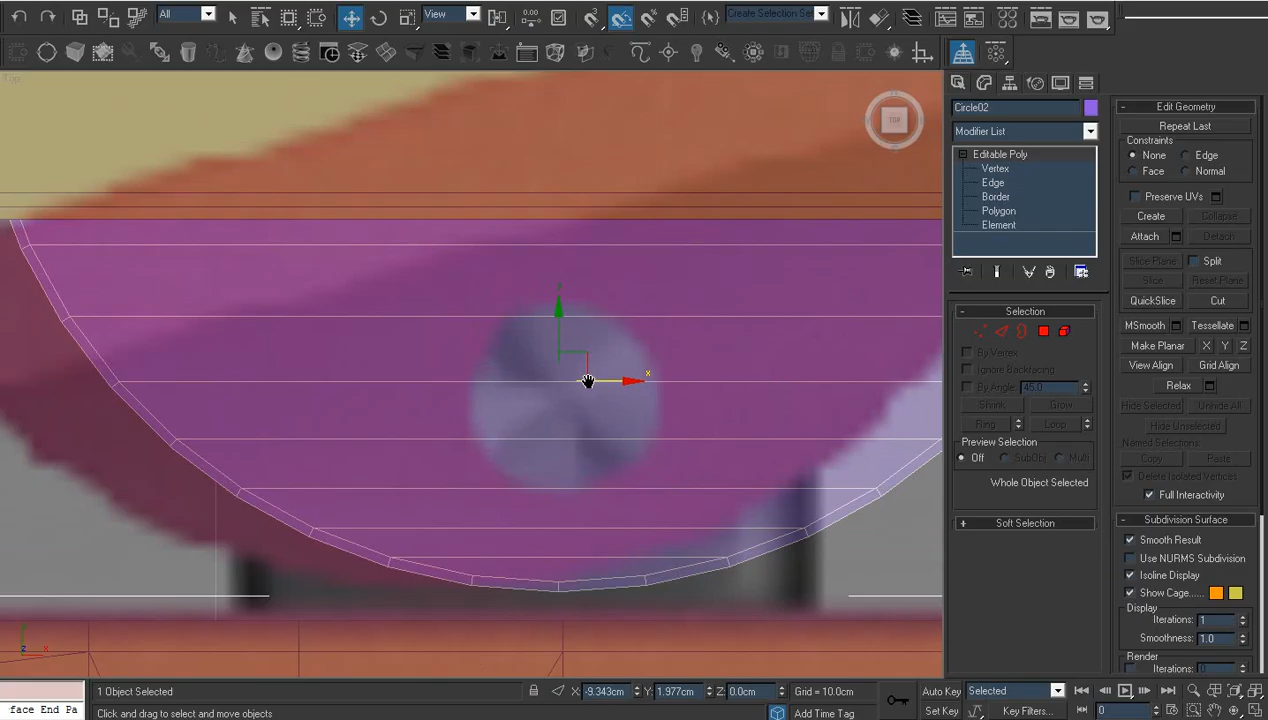 All
View
Create Selection Set
Top
TOP
y
x
z
x
Circle02
Modifier List
Editable Poly
Vertex
Edge
Border
Polygon
Element
Selection
By Vertex
Ignore Backfacing
By Angle: 45.0
Shrink Grow
Ring Loop
Preview Selection
Off SubObj Multi
Whole Object Selected
Soft Selection
Edit Geometry
Repeat Last
Constraints
None Edge
Face Normal
Preserve UVs
Create Collapse
Attach Detach
Slice Plane Split
Slice Reset Plane
QuickSlice Cut
MSmooth Tessellate
Make Planar X Y Z
View Align Grid Align
Relax
Hide Selected Unhide All
Hide Unselected
Named Selections:
Copy Paste
Delete Isolated Vertices
Full Interactivity
Subdivision Surface
Smooth Result
Use NURMS Subdivision
Isoline Display
Show Cage......
Display
Iterations: 1
Smoothness: 1.0
Render
Iterations: 0
1 Object Selected
X: -9.343cm Y: 1.977cm Z: 0.0cm Grid = 10.0cm
Auto Key Selected
face End Pa
Click and drag to select and move objects
Add Time Tag
Set Key Key Filters... 0